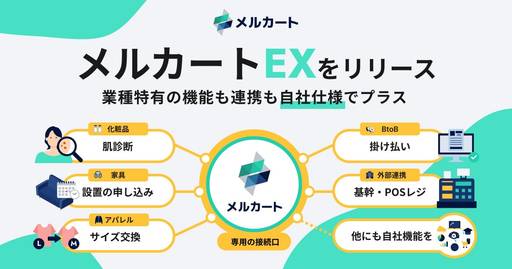 メルカート
メルカートEXをリリース
業種特有の機能も連携も自社仕様でプラス
化粧品
肌診断
家具
設置の申し込み
アパレル
サイズ交換
L
M
メルカート
専用の接続口
BtoB
掛け払い
外部連携
基幹・POSレジ
他にも自社機能を